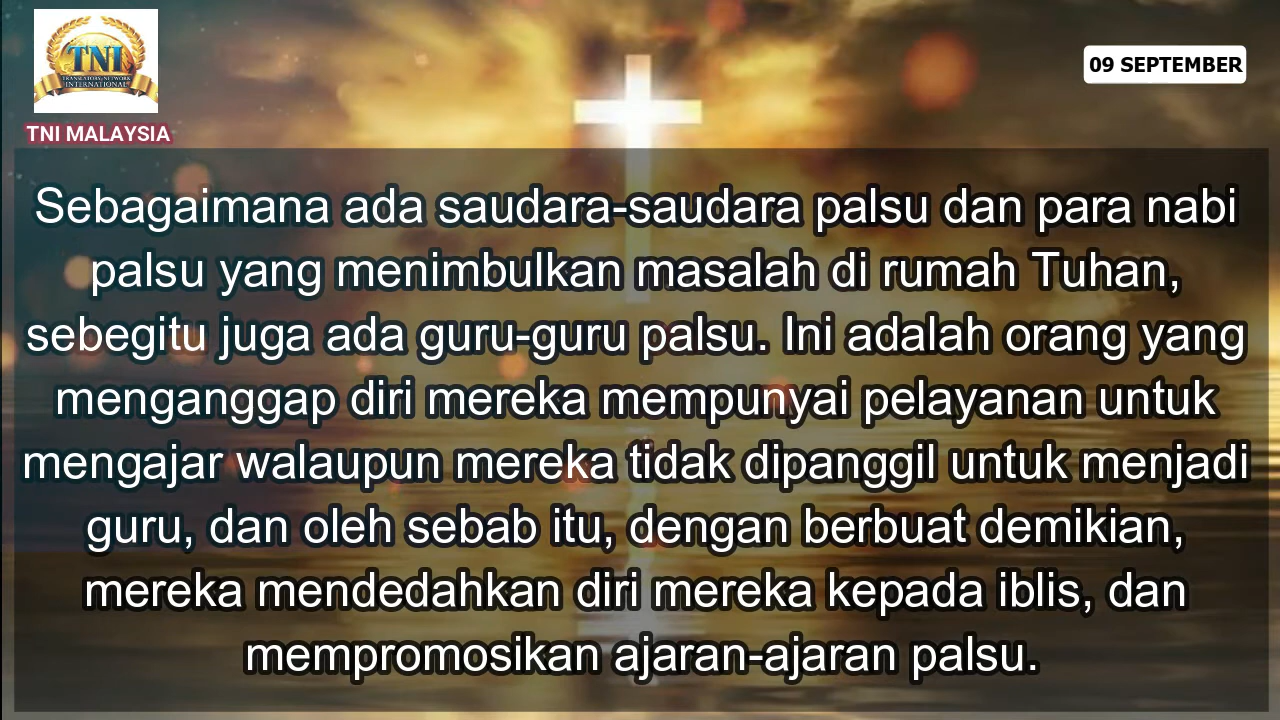 TNI
TRANSLATORS NETWORK
INTERNATIONAL
TNI MALAYSIA
09 SEPTEMBER
Sebagaimana ada saudara-saudara palsu dan para nabi
palsu yang menimbulkan masalah di rumah Tuhan,
sebegitu juga ada guru-guru palsu. Ini adalah orang yang
menganggap diri mereka mempunyai pelayanan untuk
mengajar walaupun mereka tidak dipanggil untuk menjadi
guru, dan oleh sebab itu, dengan berbuat demikian,
mereka mendedahkan diri mereka kepada iblis, dan
mempromosikan ajaran-ajaran palsu.